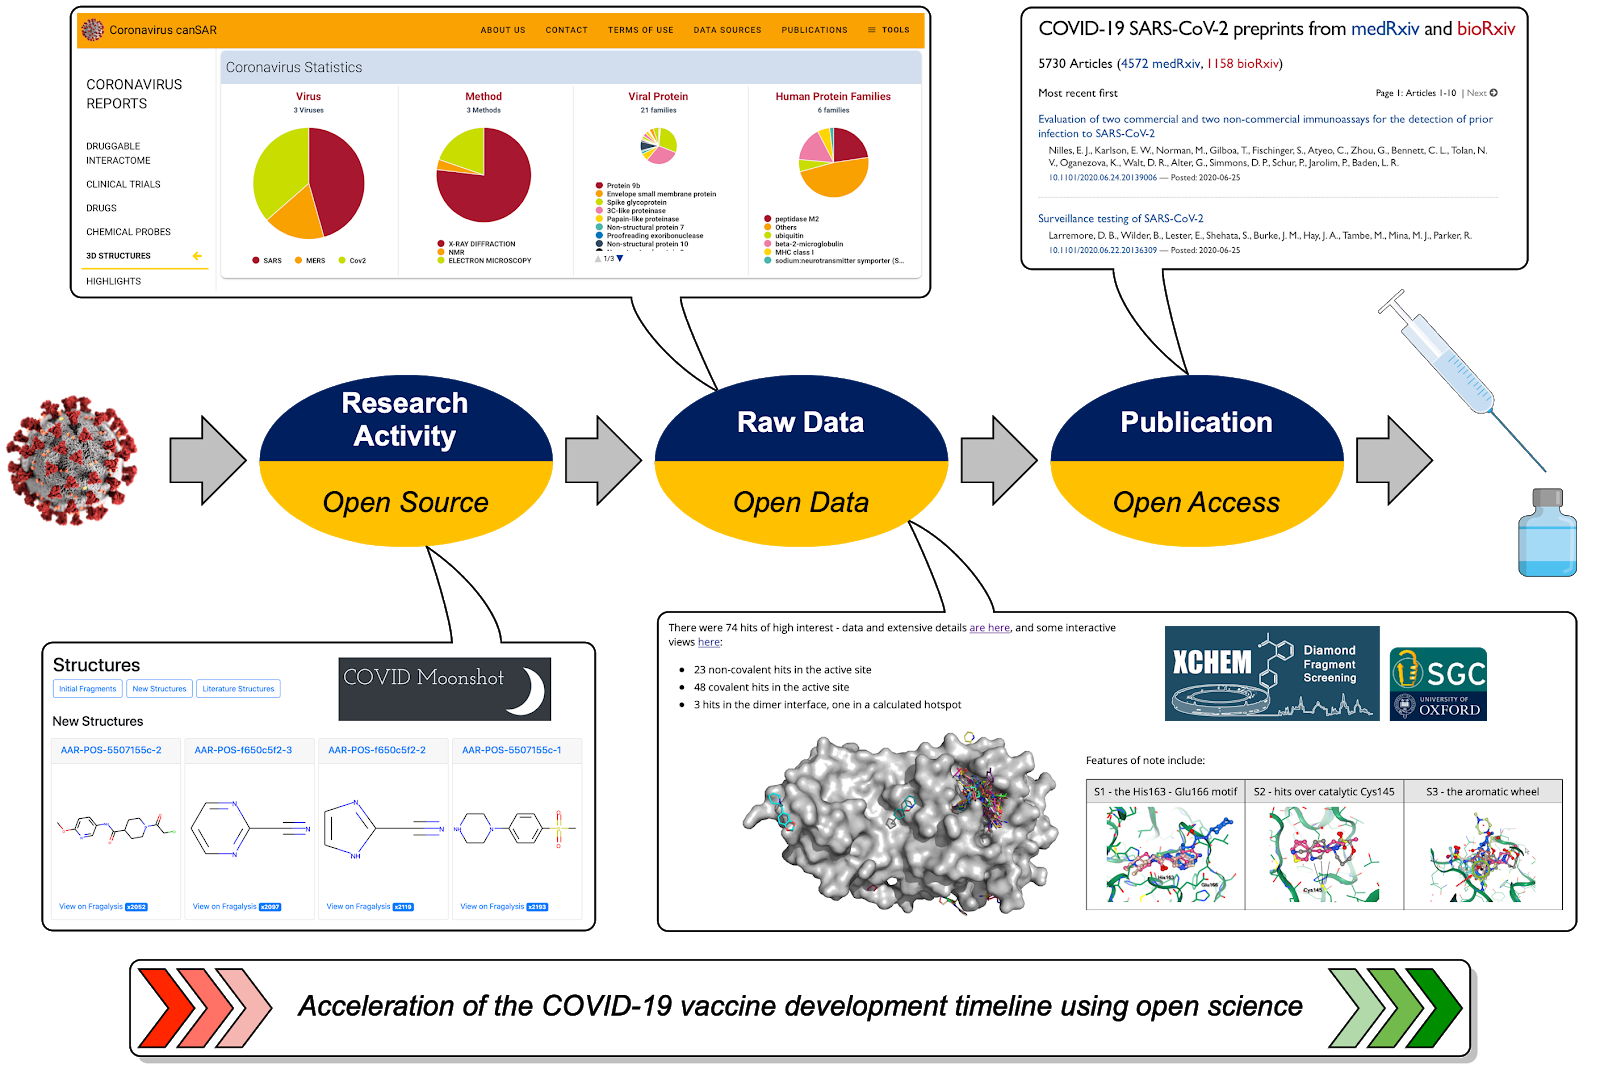 Coronavirus canSAR
ABOUT US CONTACT TERMS OF USE DATA SOURCES PUBLICATIONS TOOLS
CORONAVIRUS
REPORTS
DRUGGABLE
INTERACTOME
CLINICAL TRIALS
DRUGS
CHEMICAL PROBES
3D STRUCTURES
HIGHLIGHTS
Coronavirus Statistics
Virus
3 Viruses
SARS MERS Cov2
Method
3 Methods
X-RAY DIFFRACTION
NMR
ELECTRON MICROSCOPY
Viral Protein
21 families
Protein 9b
Envelope small membrane protein
Spike glycoprotein
3C-like proteinase
Papain-like proteinase
Non-structural protein 7
Proofreading exoribonuclease
Non-structural protein 10
1/3
Human Protein Families
6 families
peptidase M2
Others
ubiquitin
beta-2-microglobulin
MHC class I
sodium:neurotransmitter symporter (S...
COVID-19 SARS-CoV-2 preprints from medRxiv and bioRxiv
5730 Articles (4572 medRxiv, 1158 bioRxiv)
Most recent first
Page 1: Articles 1-10 | Next
Evaluation of two commercial and two non-commercial immunoassays for the detection of prior
infection to SARS-CoV-2
Nilles, E. J., Karlson, E. W., Norman, M., Gilboa, T., Fischinger, S., Atyeo, C., Zhou, G., Bennett, C. L., Tolan, N.
V., Oganezova, K., Walt, D. R., Alter, G., Simmons, D. P., Schur, P., Jarolim, P., Baden, L. R.
10.1101/2020.06.24.20139006 — Posted: 2020-06-25
Surveillance testing of SARS-CoV-2
Larremore, D. B., Wilder, B., Lester, E., Shehata, S., Burke, J. M., Hay, J. A., Tambe, M., Mina, M. J., Parker, R.
10.1101/2020.06.22.20136309 — Posted: 2020-06-25
Research
Activity
Open Source
Raw Data
Open Data
Publication
Open Access
Structures
Initial Fragments New Structures Literature Structures
COVID Moonshot
New Structures
AAR-POS-5507155c-2 AAR-POS-f650c5f2-3 AAR-POS-f650c5f2-2 AAR-POS-5507155c-1
View on Fragalysis x2052 View on Fragalysis x2097 View on Fragalysis x2119 View on Fragalysis x2193
There were 74 hits of high interest - data and extensive details are here, and some interactive
views here:
23 non-covalent hits in the active site
48 covalent hits in the active site
3 hits in the dimer interface, one in a calculated hotspot
XCHEM
Diamond
Fragment
Screening
SGC
UNIVERSITY OF
OXFORD
Features of note include:
S1 - the His163 - Glu166 motif S2 - hits over catalytic Cys145 S3 - the aromatic wheel
His163
Glu166
Cys145
Acceleration of the COVID-19 vaccine development timeline using open science